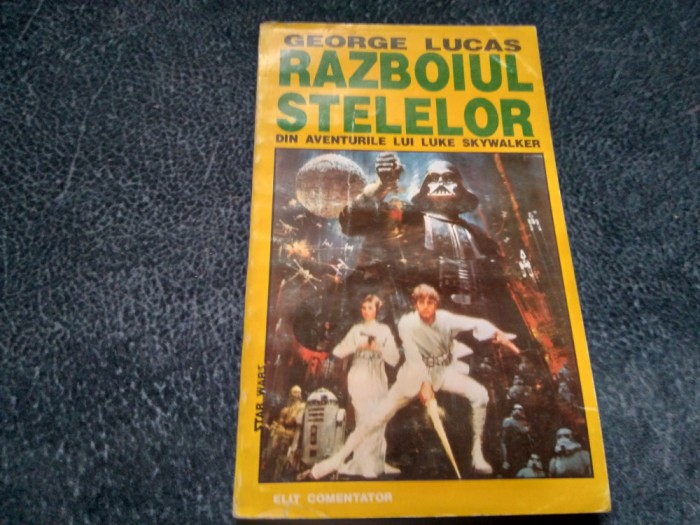 GEORGE LUCAS
RAZBOIUL
STELELOR
DIN AVENTURILE LUI LUKE SKYWALKER
STAR WARS
ELIT COMENTATOR